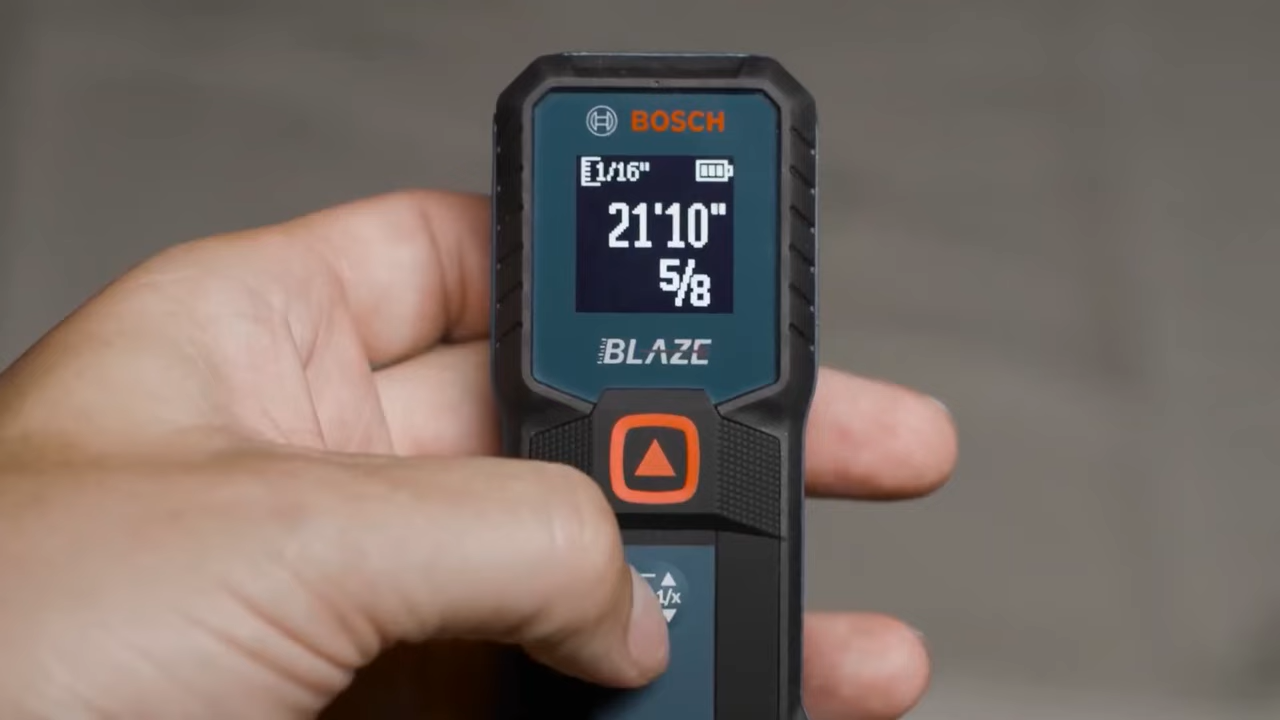 BOSCH
1/16"
21'10"
5/8
BLAZE
1/x